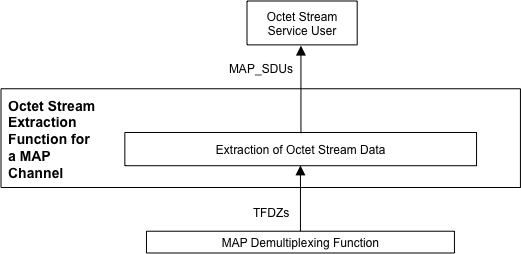 Octet Stream
Service User
MAP_SDUs
Octet Stream
Extraction
Function for
a MAP
Channel
Extraction of Octet Stream Data
TFDZs
MAP Demultiplexing Function